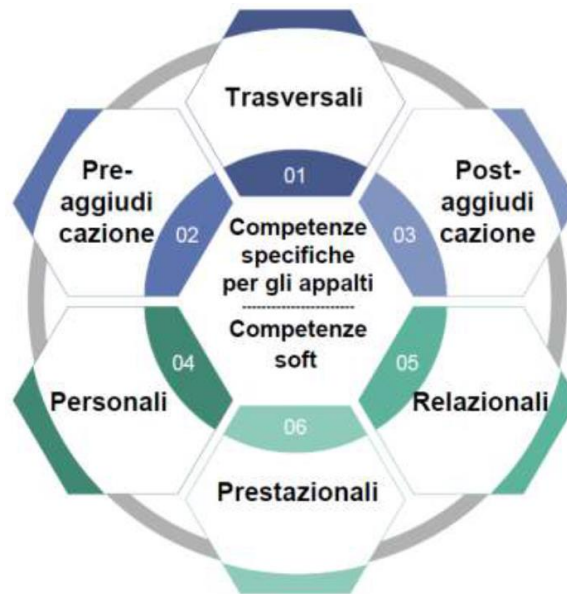 Trasversali
01
Pre-
aggiudi
cazione
02
Post-
aggiudi
cazione
03
Competenze
specifiche
per gli appalti
Competenze
soft
04
Personali
05
Relazionali
06
Prestazionali